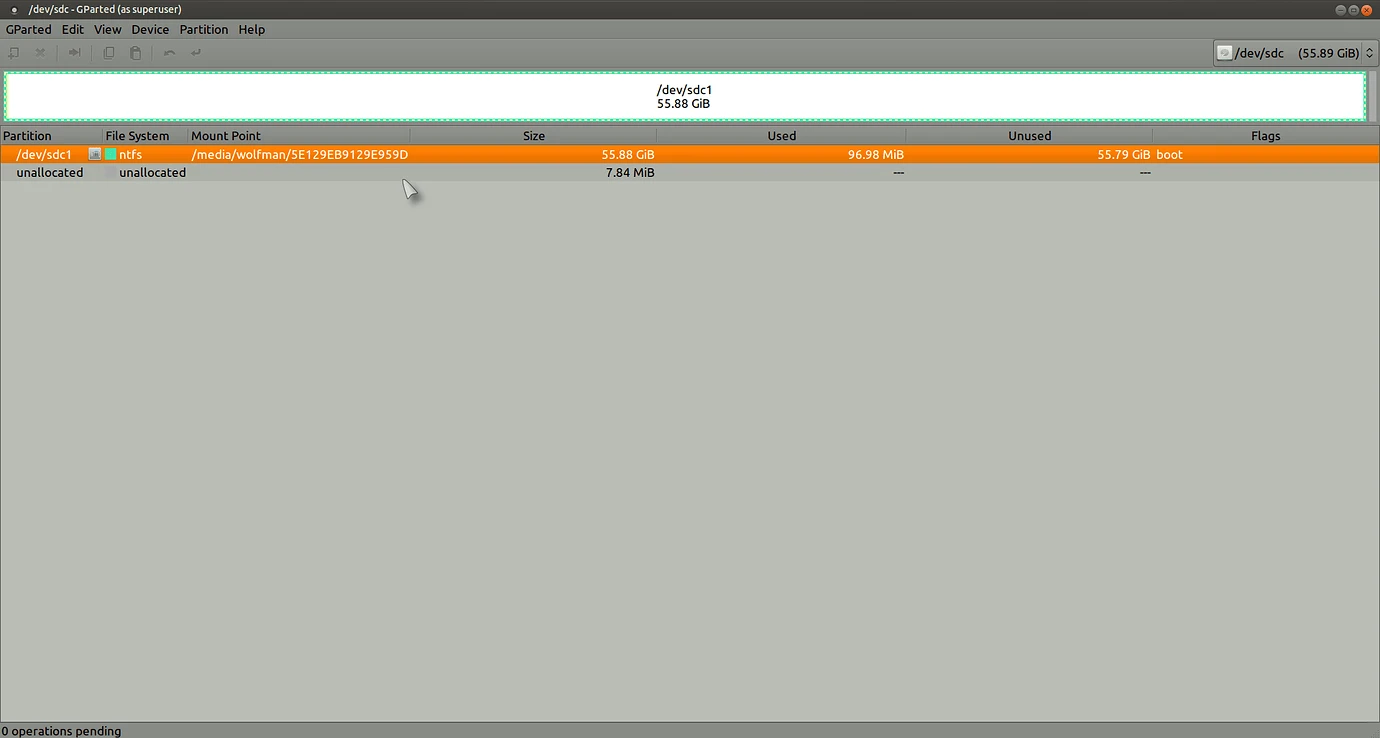 /dev/sdc - GParted (as superuser)
GParted Edit View Device Partition Help
/dev/sdc (55.89 GiB)
/dev/sdc1
55.88 GiB
Partition File System Mount Point Size Used Unused Flags
/dev/sdc1 ntfs /media/wolfman/5E129EB9129E959D 55.88 GiB 96.98 MiB 55.79 GiB boot
unallocated unallocated 7.84 MiB --- ---
0 operations pending